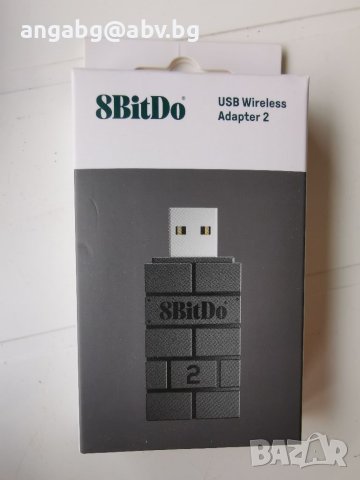 angabg@abv.bg
8BitDo
USB Wireless
Adapter 2
8BitDo
2
BAZAR